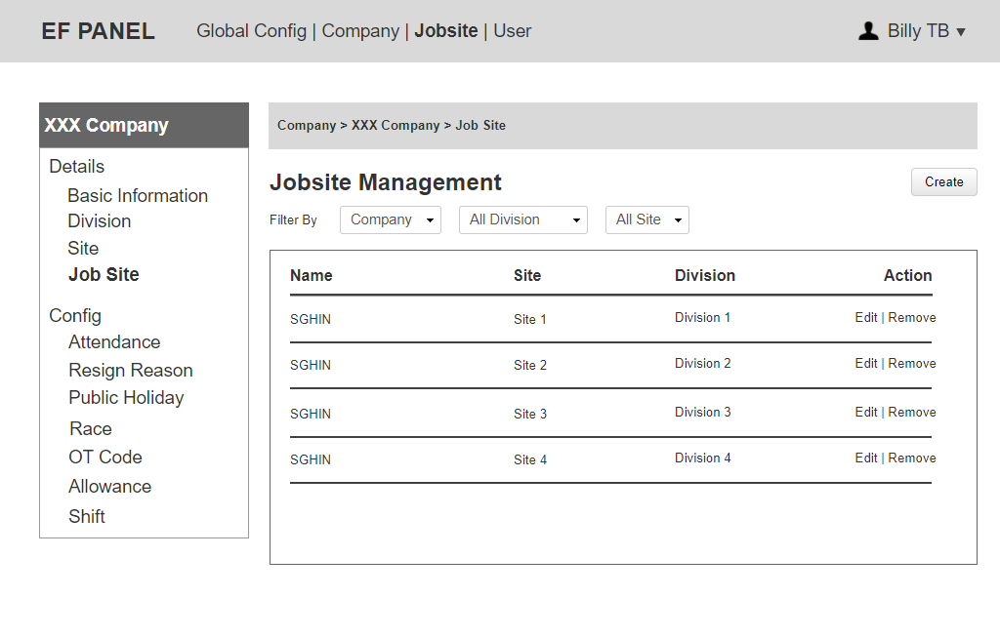 EF PANEL Global Config | Company | Jobsite | User Billy TB ▾
XXX Company
Details
Basic Information
Division
Site
Job Site
Config
Attendance
Resign Reason
Public Holiday
Race
OT Code
Allowance
Shift
Company > XXX Company > Job Site
Jobsite Management Create
Filter By Company All Division All Site
Name Site Division Action
SGHIN Site 1 Division 1 Edit | Remove
SGHIN Site 2 Division 2 Edit | Remove
SGHIN Site 3 Division 3 Edit | Remove
SGHIN Site 4 Division 4 Edit | Remove